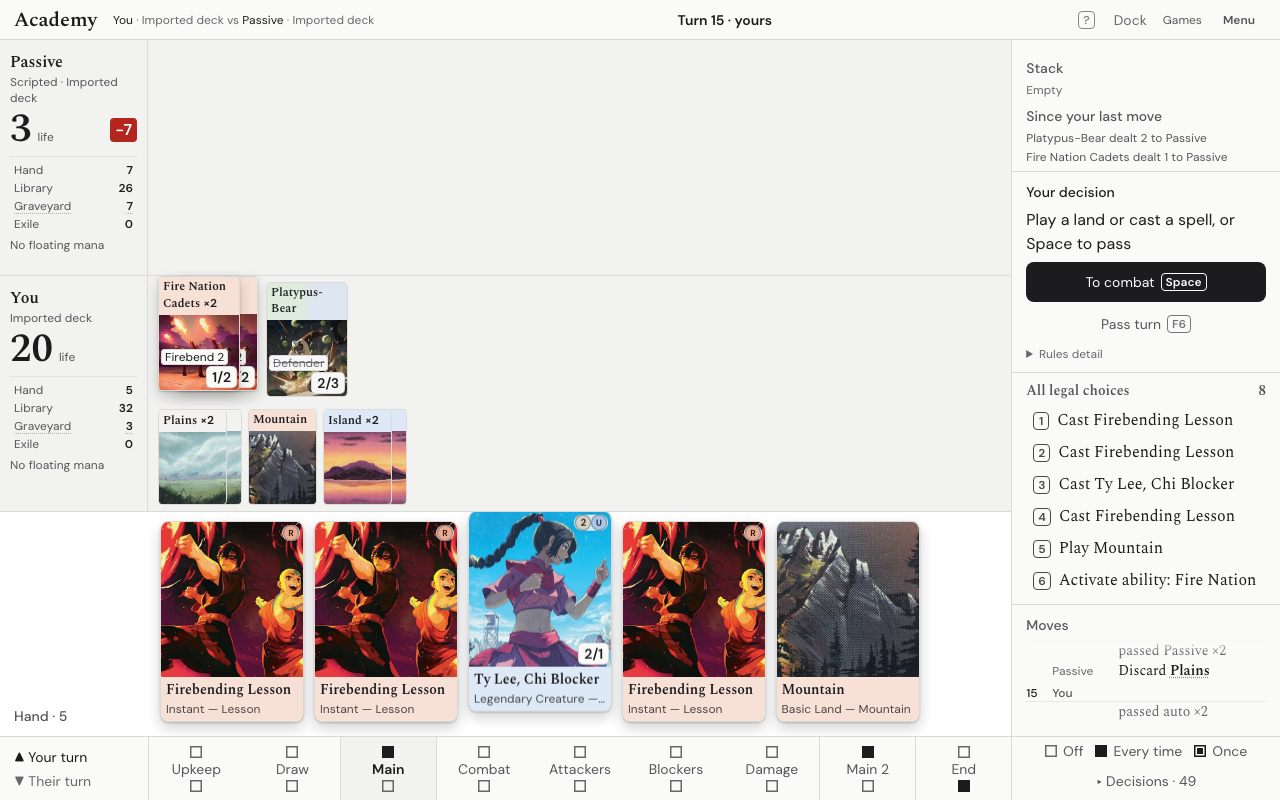 Academy
You · Imported deck vs Passive · Imported deck
Turn 15 · yours
?
Dock
Games
Menu
Passive
Scripted · Imported
deck
3 life
-7
Hand 7
Library 26
Graveyard 7
Exile 0
No floating mana
You
Imported deck
20 life
Hand 5
Library 32
Graveyard 3
Exile 0
No floating mana
Fire Nation
Cadets ×2
Firebend 2
1/2
2
Platypus-
Bear
Defender
2/3
Plains ×2
Mountain
Island ×2
Hand · 5
R
Firebending Lesson
Instant — Lesson
R
Firebending Lesson
Instant — Lesson
2 U
2/1
Ty Lee, Chi Blocker
Legendary Creature —…
R
Firebending Lesson
Instant — Lesson
Mountain
Basic Land — Mountain
Stack
Empty
Since your last move
Platypus-Bear dealt 2 to Passive
Fire Nation Cadets dealt 1 to Passive
Your decision
Play a land or cast a spell, or
Space to pass
To combat Space
Pass turn F6
Rules detail
All legal choices 8
1 Cast Firebending Lesson
2 Cast Firebending Lesson
3 Cast Ty Lee, Chi Blocker
4 Cast Firebending Lesson
5 Play Mountain
6 Activate ability: Fire Nation
Moves
passed Passive ×2
Passive Discard Plains
15 You
passed auto ×2
Your turn
Their turn
Upkeep
Draw
Main
Combat
Attackers
Blockers
Damage
Main 2
End
Off
Every time
Once
Decisions · 49